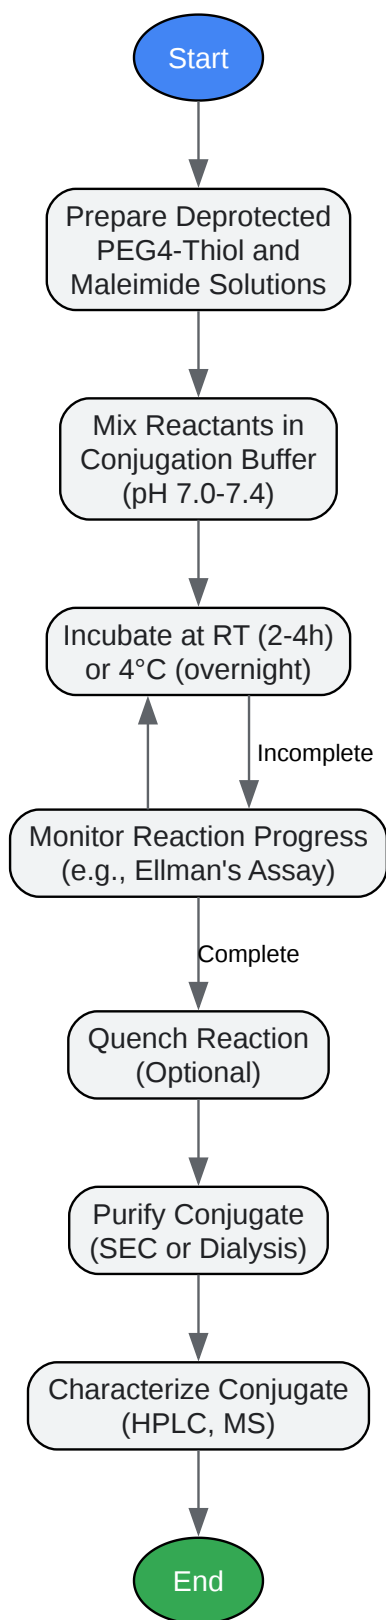 Start
Prepare Deprotected
PEG4-Thiol and
Maleimide Solutions
Mix Reactants in
Conjugation Buffer
(pH 7.0-7.4)
Incubate at RT (2-4h)
or 4°C (overnight)
Incomplete
Monitor Reaction Progress
(e.g., Ellman's Assay)
Complete
Quench Reaction
(Optional)
Purify Conjugate
(SEC or Dialysis)
Characterize Conjugate
(HPLC, MS)
End